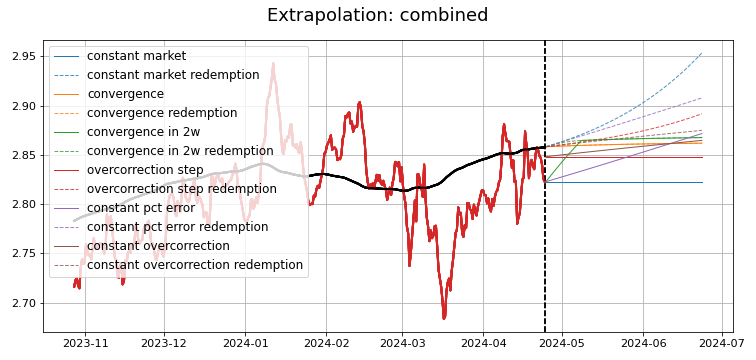 Extrapolation: combined
2.95
2.90
2.85
2.80
2.75
2.70
constant market
constant market redemption
convergence
convergence redemption
convergence in 2w
convergence in 2w redemption
overcorrection step
overcorrection step redemption
constant pct error
constant pct error redemption
constant overcorrection
constant overcorrection redemption
2023-11 2023-12 2024-01 2024-02 2024-03 2024-04 2024-05 2024-06 2024-07